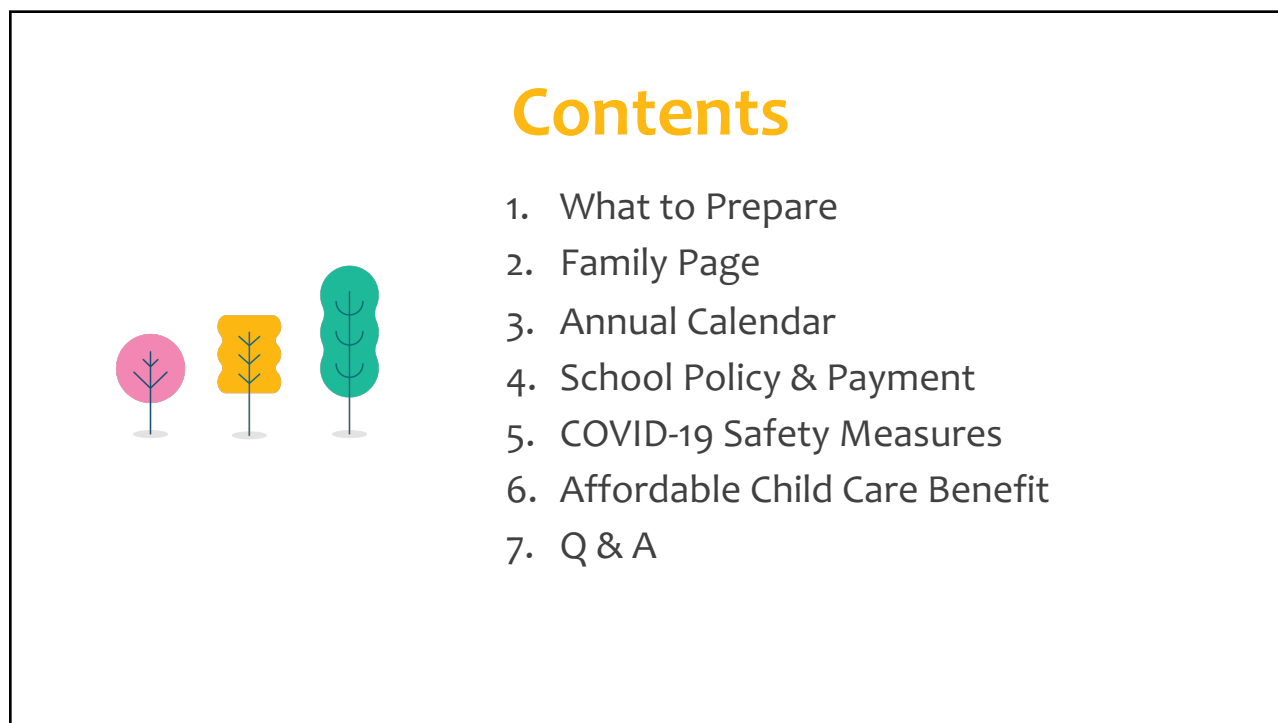 Contents
1. What to Prepare
2. Family Page
3. Annual Calendar
4. School Policy & Payment
5. COVID-19 Safety Measures
6. Affordable Child Care Benefit
7. Q & A